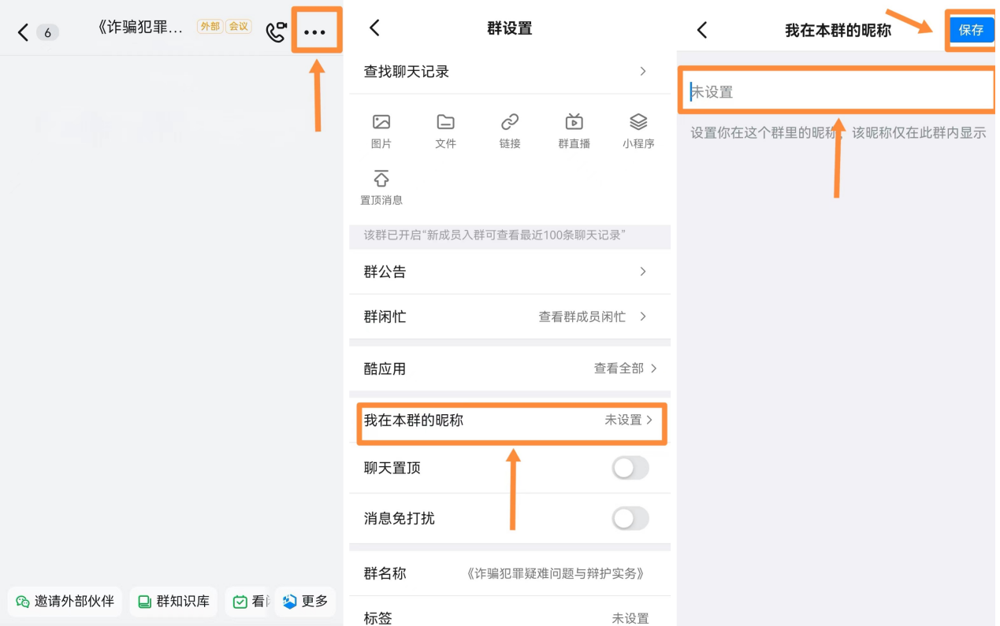 6
《诈骗犯罪...
外部
会议
邀请外部伙伴
群知识库
更多
群设置
查找聊天记录
图片
文件
链接
群直播
小程序
置顶消息
该群已开启“新成员入群可查看最近100条聊天记录”
群公告
群闲忙 查看群成员闲忙
酷应用 查看全部
我在本群的昵称 未设置
聊天置顶
消息免打扰
群名称 《诈骗犯罪疑难问题与辩护实务》
标签 未设置
我在本群的昵称
保存
未设置
设置你在这个群里的昵称，该昵称仅在此群内显示